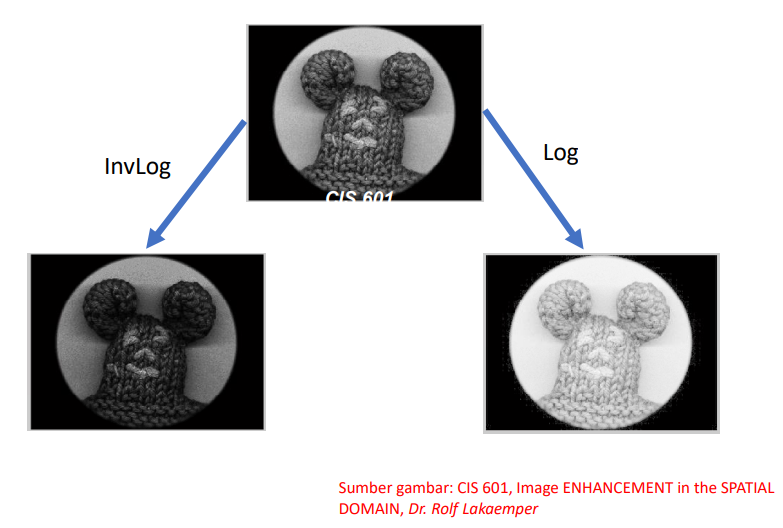 CIS 601
InvLog
Log
Sumber gambar: CIS 601, Image ENHANCEMENT in the SPATIAL
DOMAIN, Dr. Rolf Lakaemper